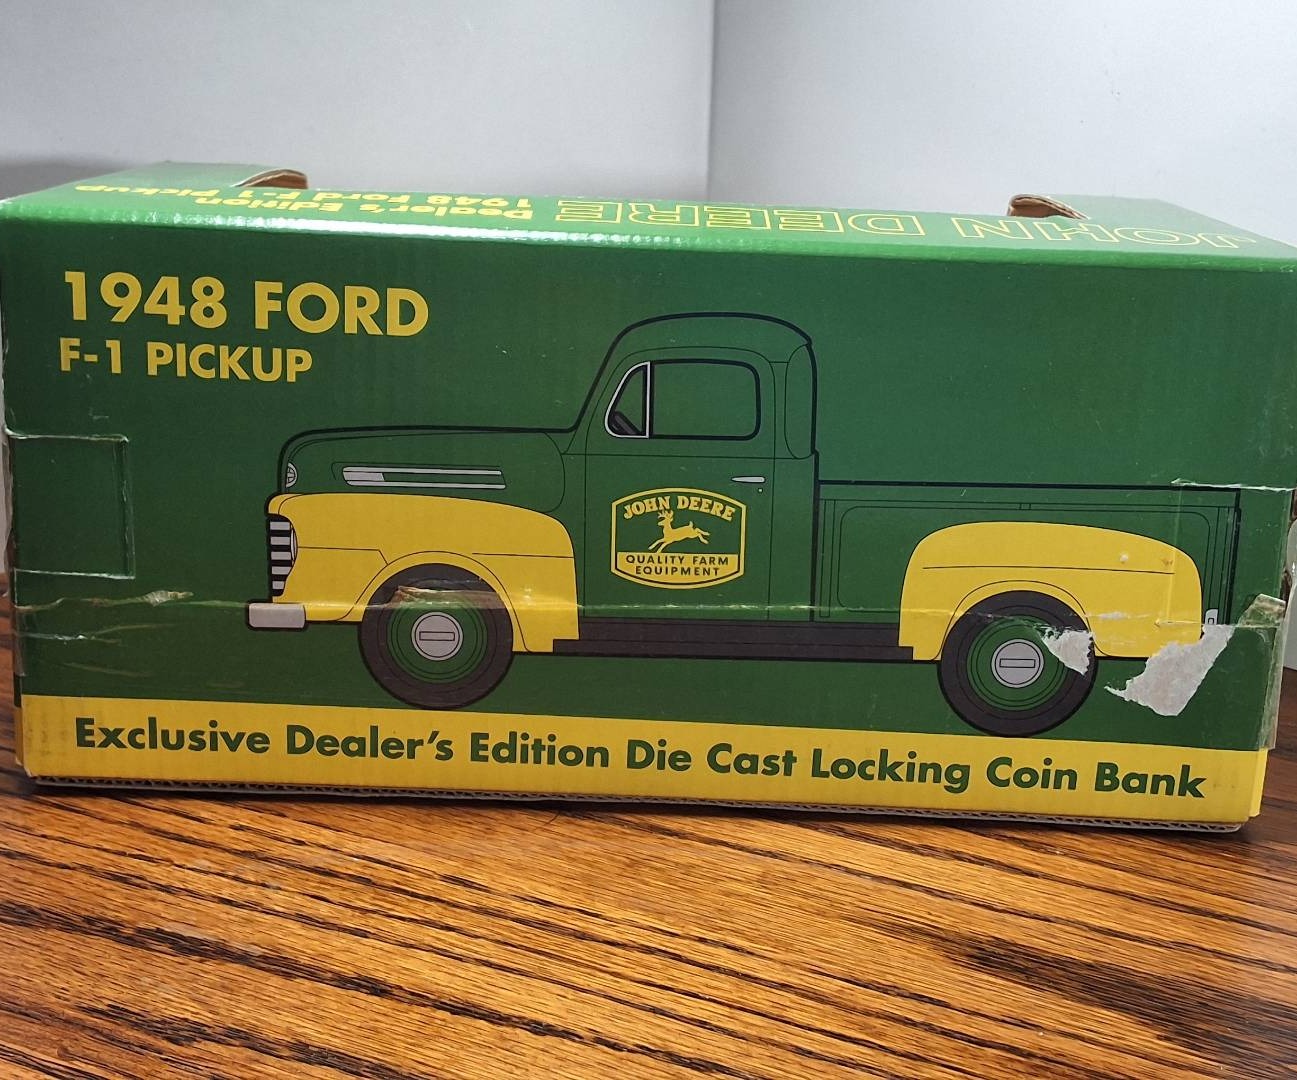 JOHN DEERE
Dealer's Edition
1948 Ford F-1 pickup
1948 FORD
F-1 PICKUP
JOHN DEERE
QUALITY FARM
EQUIPMENT
Exclusive Dealer's Edition Die Cast Locking Coin Bank